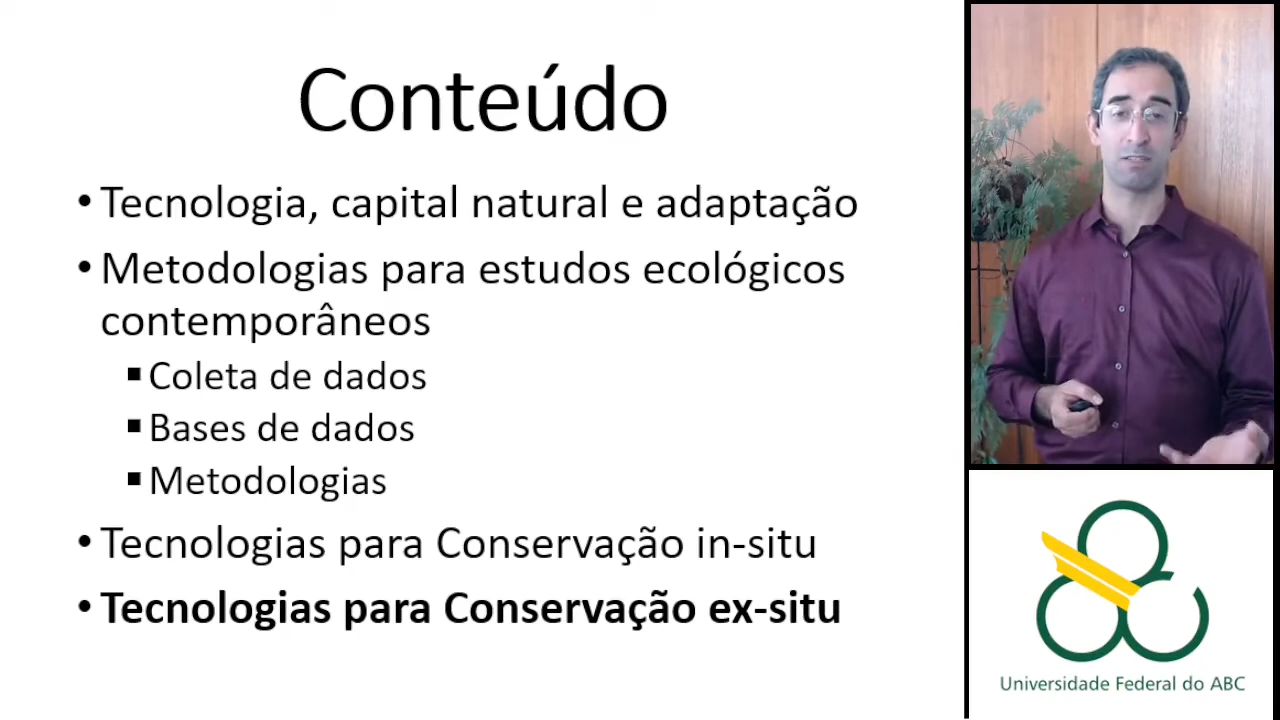 Conteúdo
• Tecnologia, capital natural e adaptação
• Metodologias para estudos ecológicos
contemporâneos
▪ Coleta de dados
▪ Bases de dados
▪ Metodologias
• Tecnologias para Conservação in-situ
• Tecnologias para Conservação ex-situ
Universidade Federal do ABC